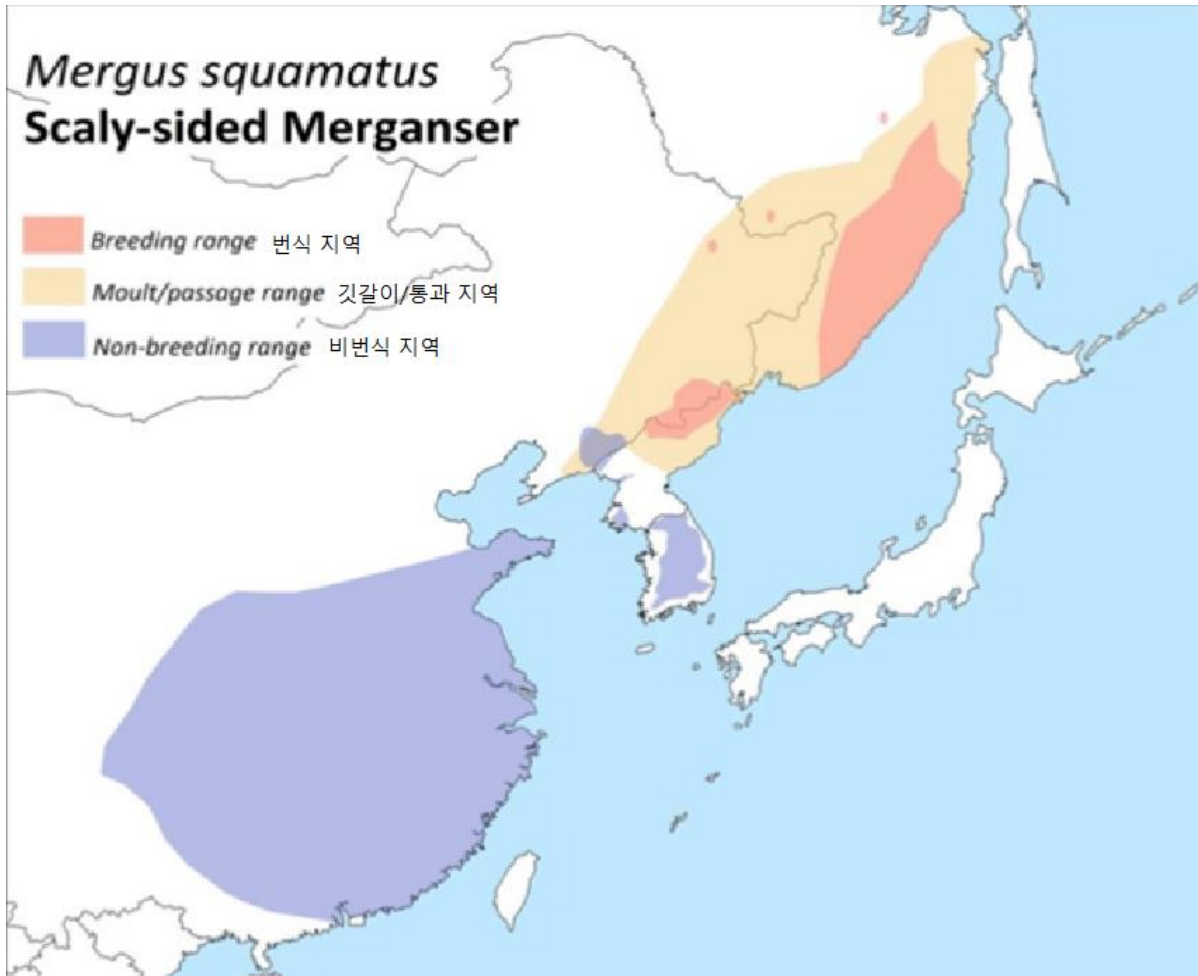 Mergus squamatus
Scaly-sided Merganser
Breeding range 번식 지역
Moult/passage range 깃갈이/통과 지역
Non-breeding range 비번식 지역